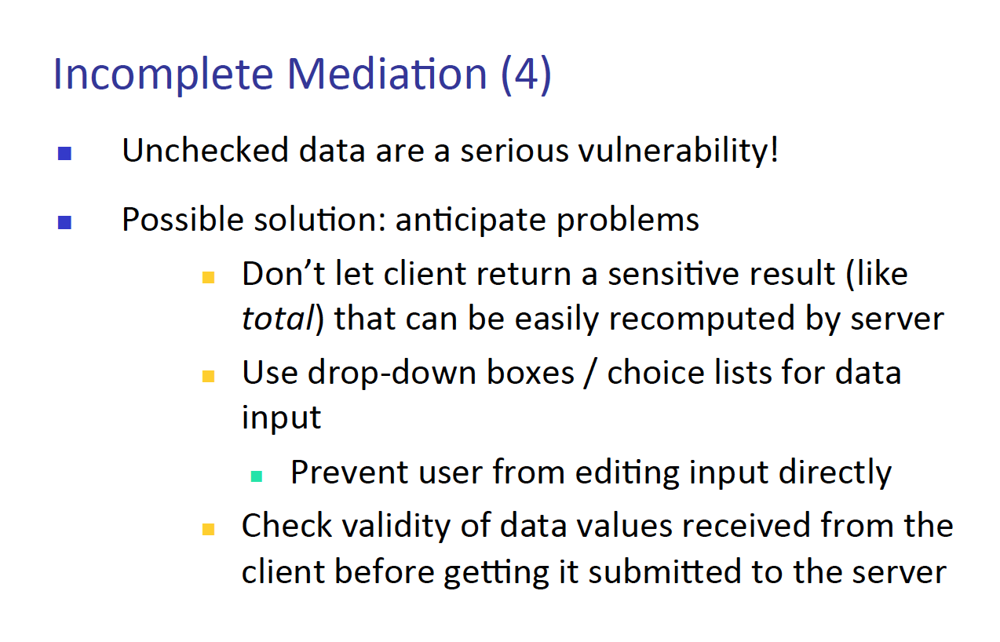 Incomplete Mediation (4)
Unchecked data are a serious vulnerability!
Possible solution: anticipate problems
Don’t let client return a sensitive result (like
total) that can be easily recomputed by server
Use drop-down boxes / choice lists for data
input
Prevent user from editing input directly
Check validity of data values received from the
client before getting it submitted to the server